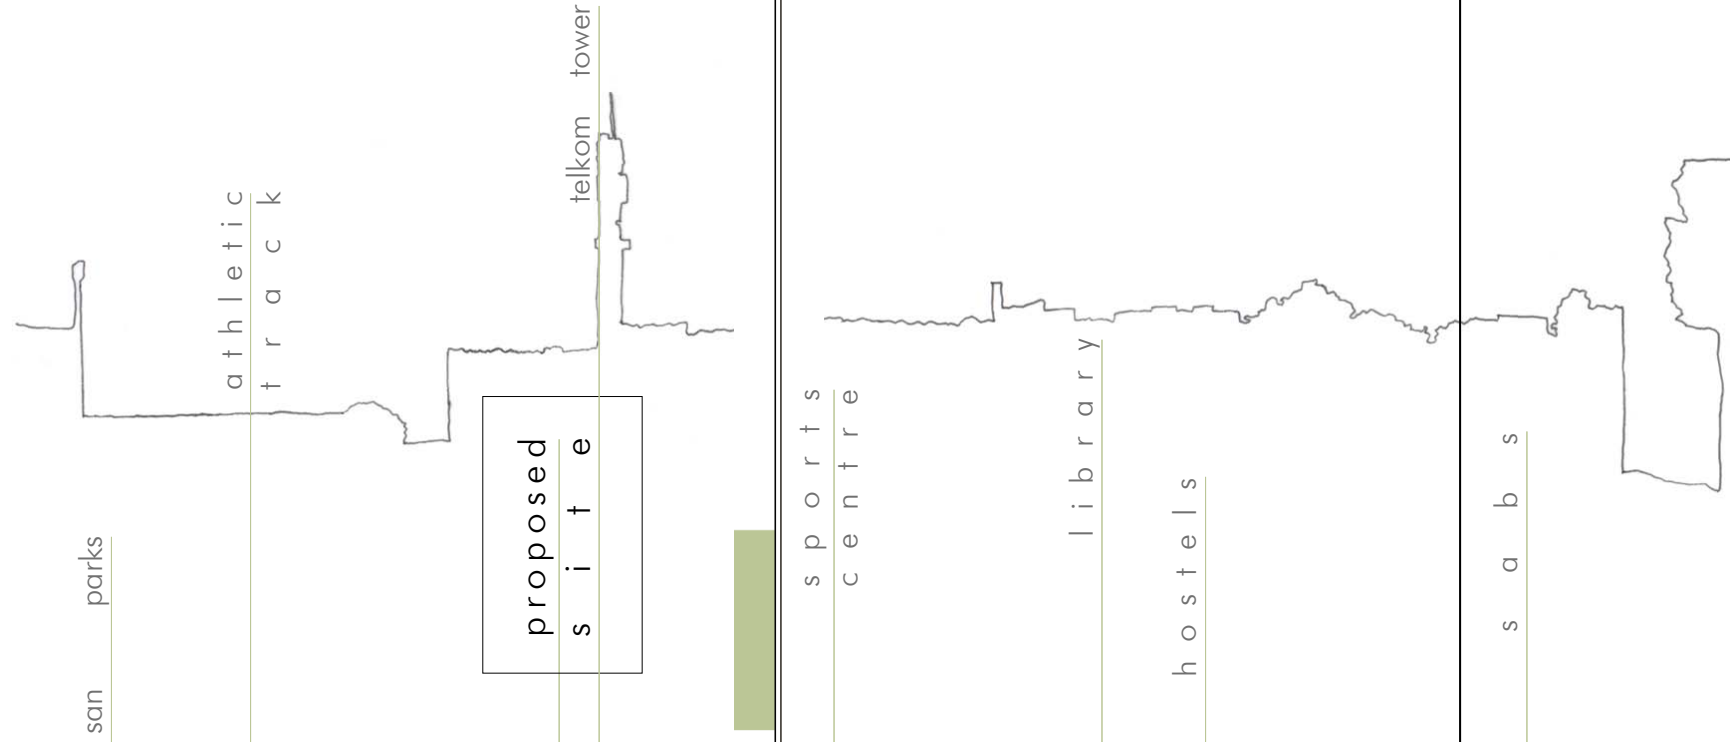 san parks
athletic
track
proposed
site
telkom tower
sports
centre
library
hostels
sabs